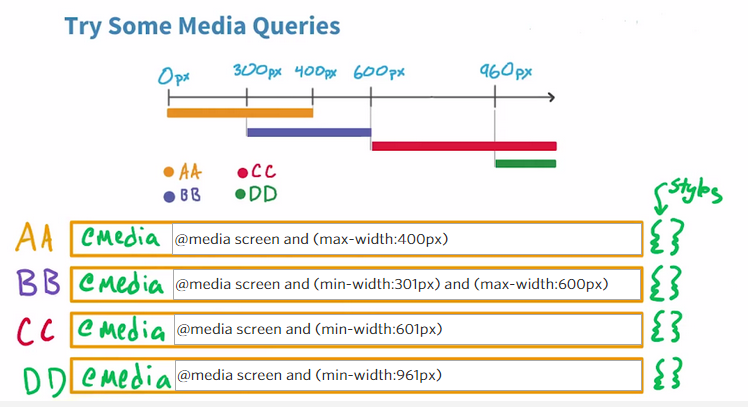 Try Some Media Queries
0px 300px 400px 600px 960px
AA CC
BB DD
styles
AA @media @media screen and (max-width:400px) {}
BB @media @media screen and (min-width:301px) and (max-width:600px) {}
CC @media @media screen and (min-width:601px) {}
DD @media @media screen and (min-width:961px) {}